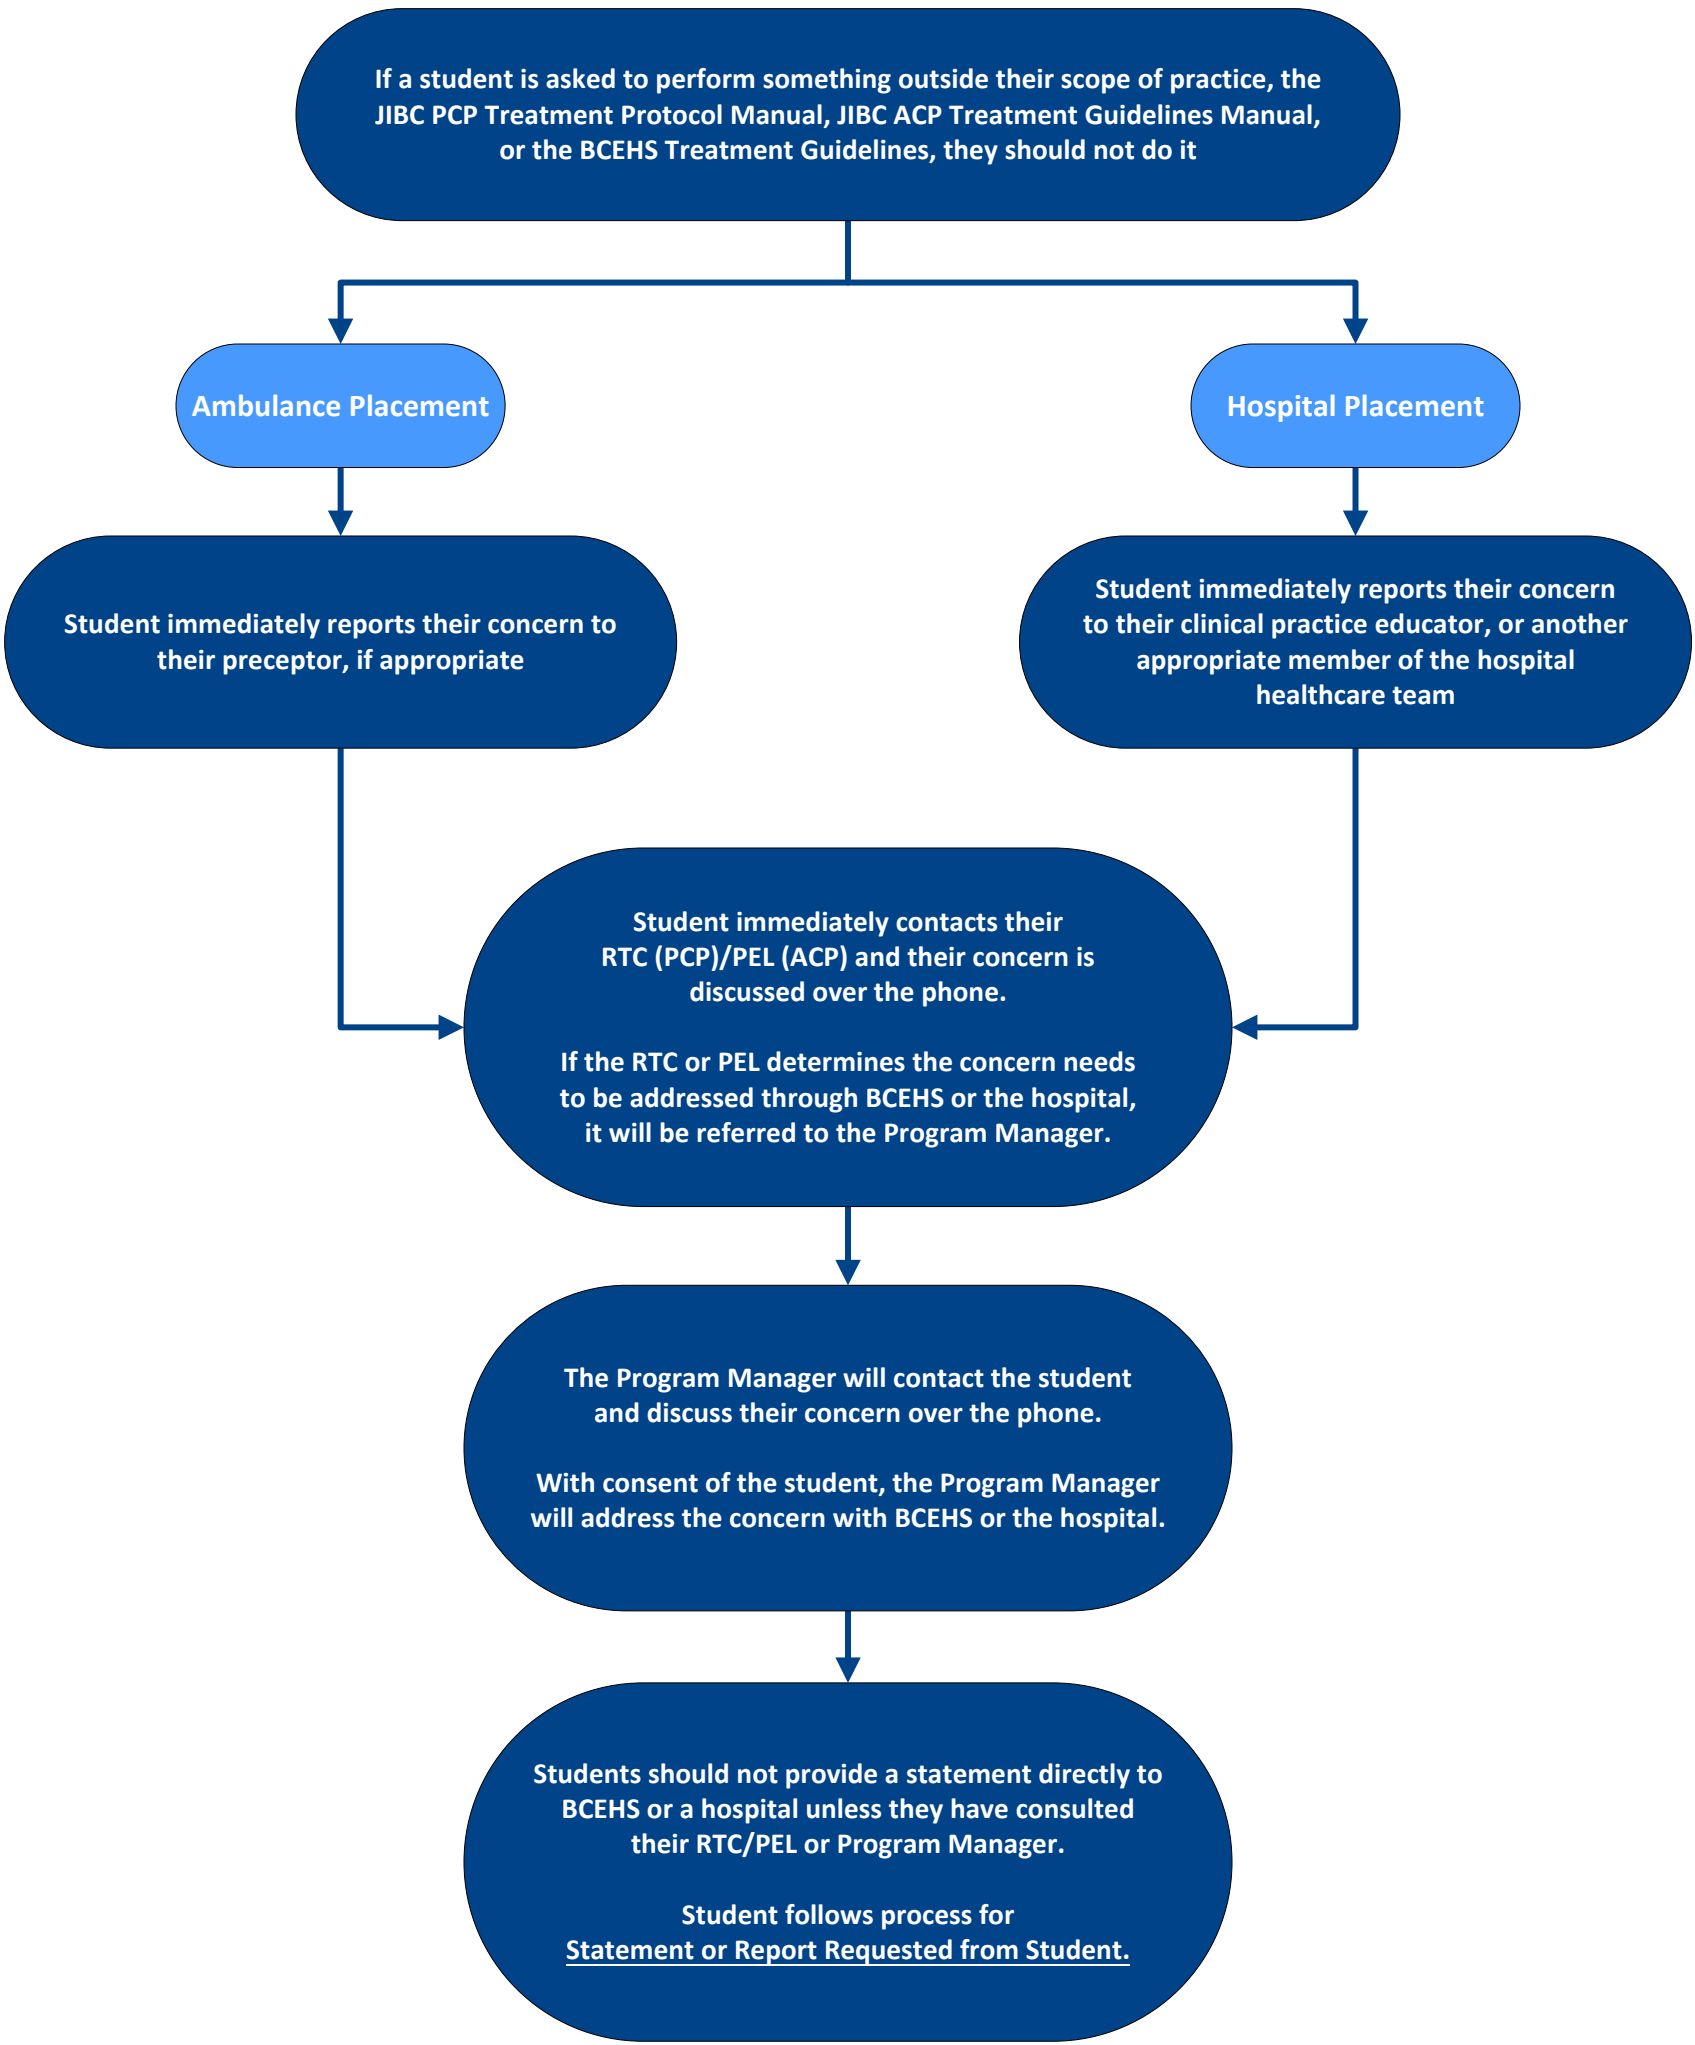 If a student is asked to perform something outside their scope of practice, the
JIBC PCP Treatment Protocol Manual, JIBC ACP Treatment Guidelines Manual,
or the BCEHS Treatment Guidelines, they should not do it
Ambulance Placement
Hospital Placement
Student immediately reports their concern to
their preceptor, if appropriate
Student immediately reports their concern
to their clinical practice educator, or another
appropriate member of the hospital
healthcare team
Student immediately contacts their
RTC (PCP)/PEL (ACP) and their concern is
discussed over the phone.
If the RTC or PEL determines the concern needs
to be addressed through BCEHS or the hospital,
it will be referred to the Program Manager.
The Program Manager will contact the student
and discuss their concern over the phone.
With consent of the student, the Program Manager
will address the concern with BCEHS or the hospital.
Students should not provide a statement directly to
BCEHS or a hospital unless they have consulted
their RTC/PEL or Program Manager.
Student follows process for
Statement or Report Requested from Student.